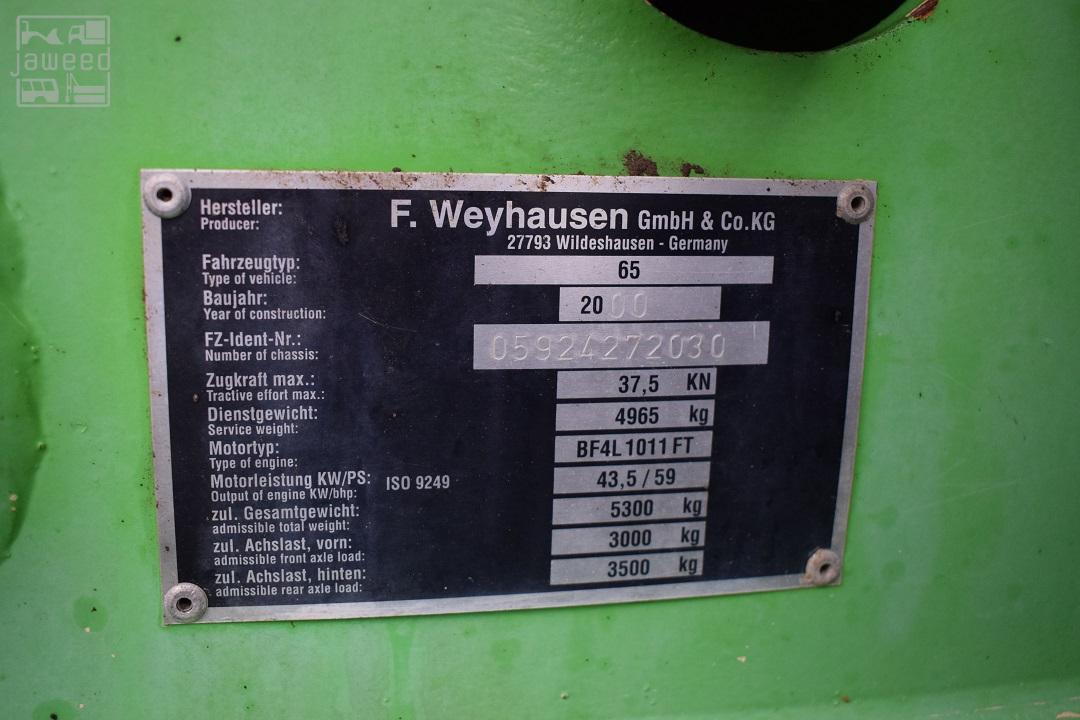 jaweed
Hersteller: F. Weyhausen GmbH & Co.KG
Producer:
27793 Wildeshausen - Germany
Fahrzeugtyp: 65
Type of vehicle:
Baujahr: 2000
Year of construction:
FZ-Ident-Nr.: 05924272030
Number of chassis:
Zugkraft max.: 37,5 KN
Tractive effort max.:
Dienstgewicht: 4965 kg
Service weight:
Motortyp: BF4L 1011 FT
Type of engine:
Motorleistung KW/PS: ISO 9249 43,5 / 59
Output of engine KW/bhp:
zul. Gesamtgewicht: 5300 kg
admissible total weight:
zul. Achslast, vorn: 3000 kg
admissible front axle load:
zul. Achslast, hinten: 3500 kg
admissible rear axle load: